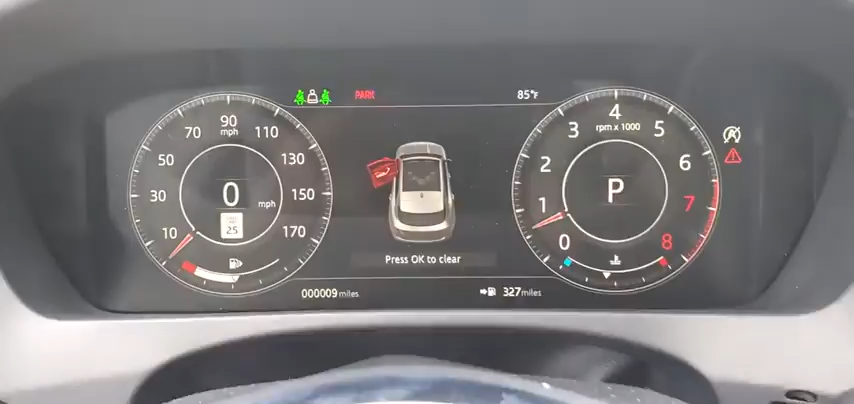 PARK
85°F
10
30
50
70
90
mph
110
130
150
170
0
mph
25
Press OK to clear
000009 miles
327 miles
0
1
2
3
4
5
6
7
8
rpm x 1000
P